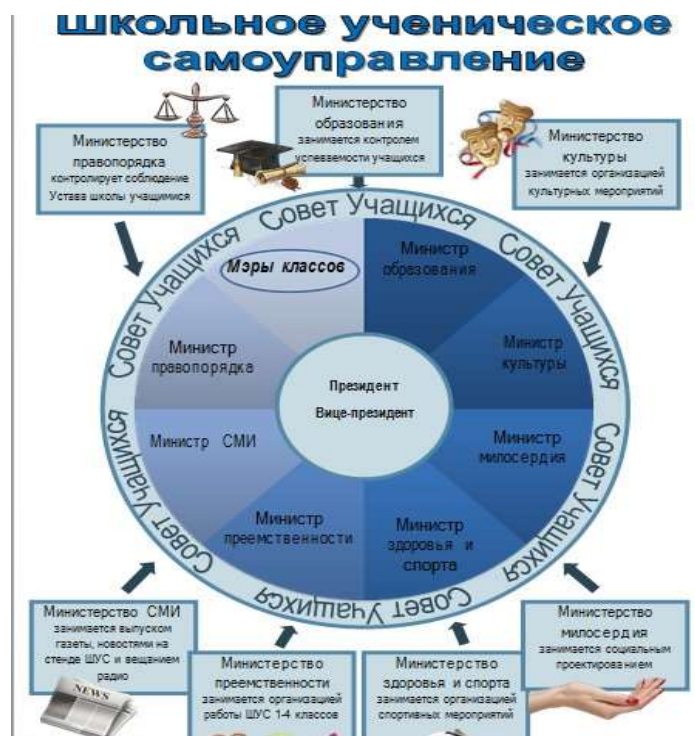 Школьное ученическое
самоуправление
Министерство
образования
занимается контролем
успеваемости учащихся
Министерство
правопорядка
контролирует соблюдение
Устава школы учащимися
Министерство
культуры
занимается организацией
культурных мероприятий
Совет Учащихся
Совет Учащихся
Совет Учащихся
Мэры классов
Министр
образования
Министр
правопорядка
Министр
культуры
Президент
Вице-президент
Министр СМИ
Министр
милосердия
Министр
преемственности
Министр
здоровья и
спорта
Совет Учащихся
Совет Учащихся
Совет Учащихся
Министерство СМИ
занимается выпуском
газеты, новостями на
стенде ШУС и вещанием
радио
NEWS
Министерство
преемственности
занимается организацией
работы ШУС 1-4 классов
Министерство
здоровья и спорта
занимается организацией
спортивных мероприятий
Министерство
милосердия
занимается социальным
проектированием